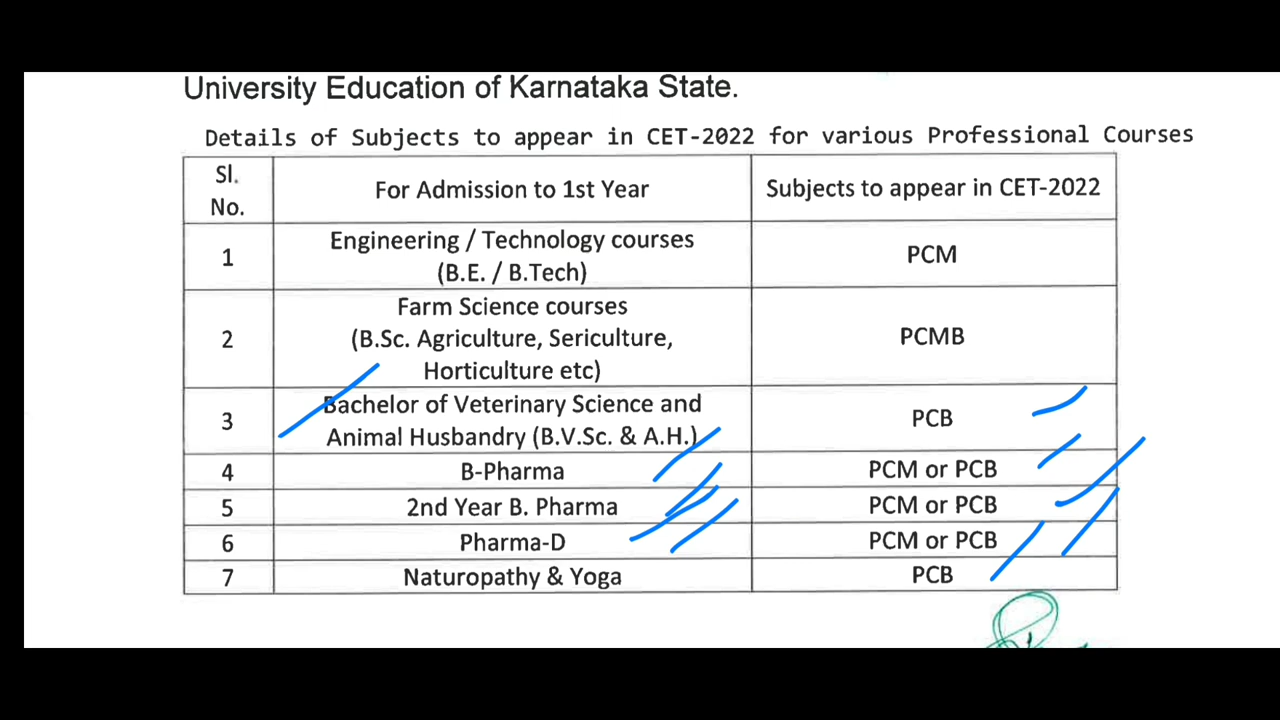 University Education of Karnataka State.
Details of Subjects to appear in CET-2022 for various Professional Courses
Sl. No. For Admission to 1st Year Subjects to appear in CET-2022
1 Engineering / Technology courses (B.E. / B.Tech) PCM
2 Farm Science courses (B.Sc. Agriculture, Sericulture, Horticulture etc) PCMB
3 Bachelor of Veterinary Science and Animal Husbandry (B.V.Sc. & A.H.) PCB
4 B-Pharma PCM or PCB
5 2nd Year B. Pharma PCM or PCB
6 Pharma-D PCM or PCB
7 Naturopathy & Yoga PCB